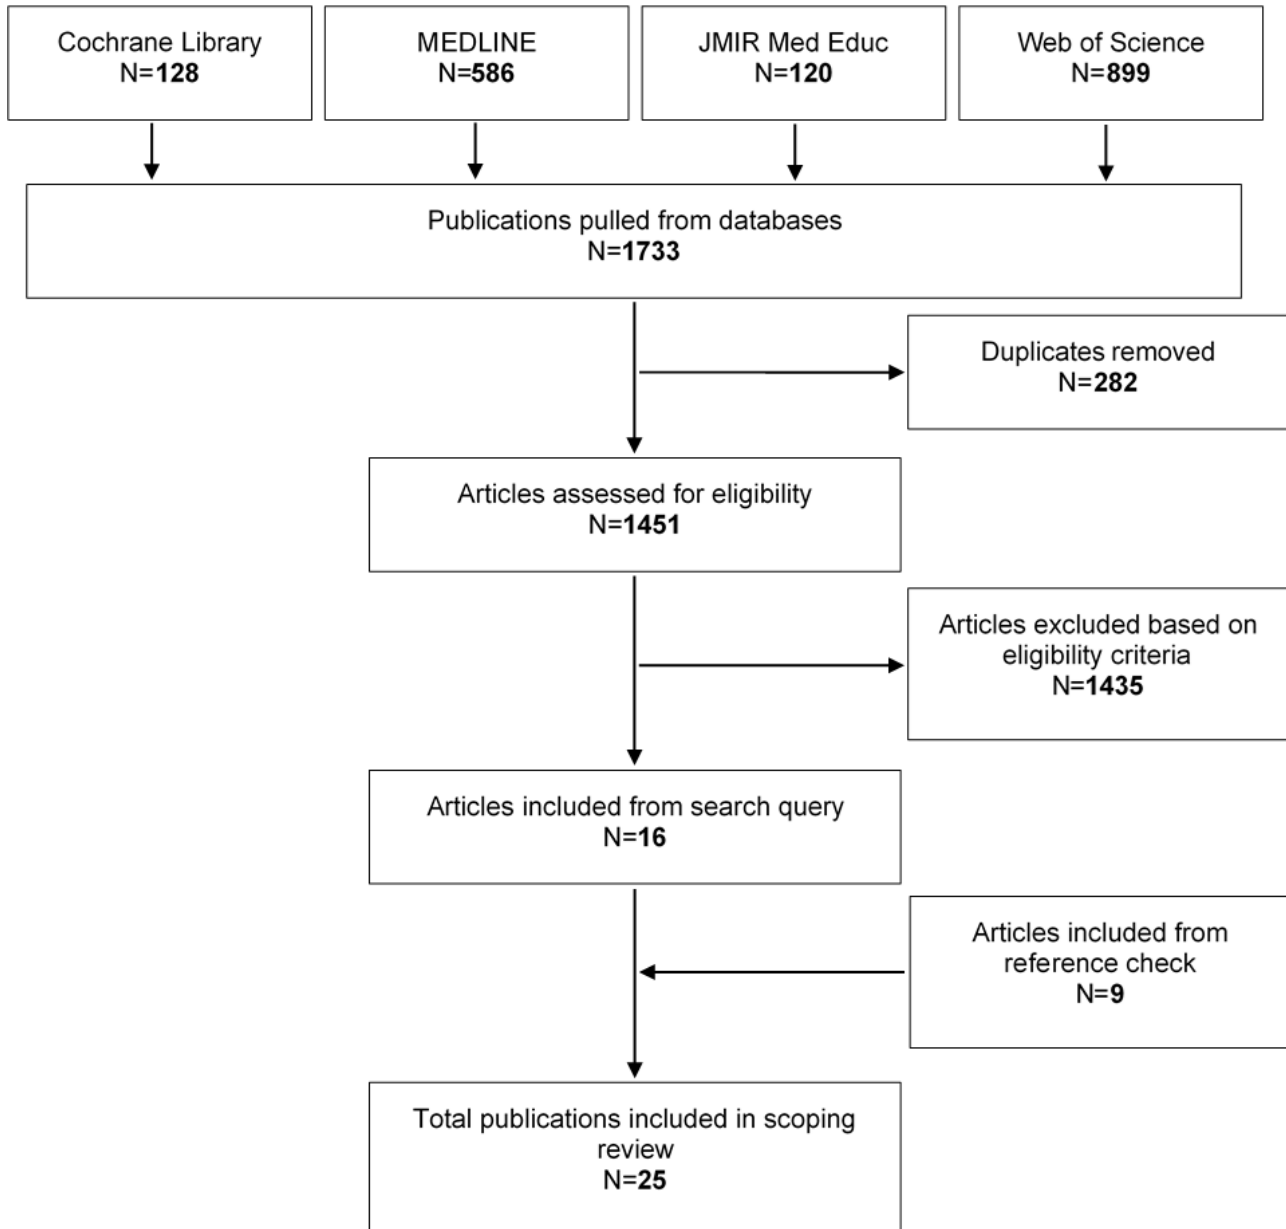 Cochrane Library
N=128
MEDLINE
N=586
JMIR Med Educ
N=120
Web of Science
N=899
Publications pulled from databases
N=1733
Duplicates removed
N=282
Articles assessed for eligibility
N=1451
Articles excluded based on
eligibility criteria
N=1435
Articles included from search query
N=16
Articles included from
reference check
N=9
Total publications included in scoping
review
N=25